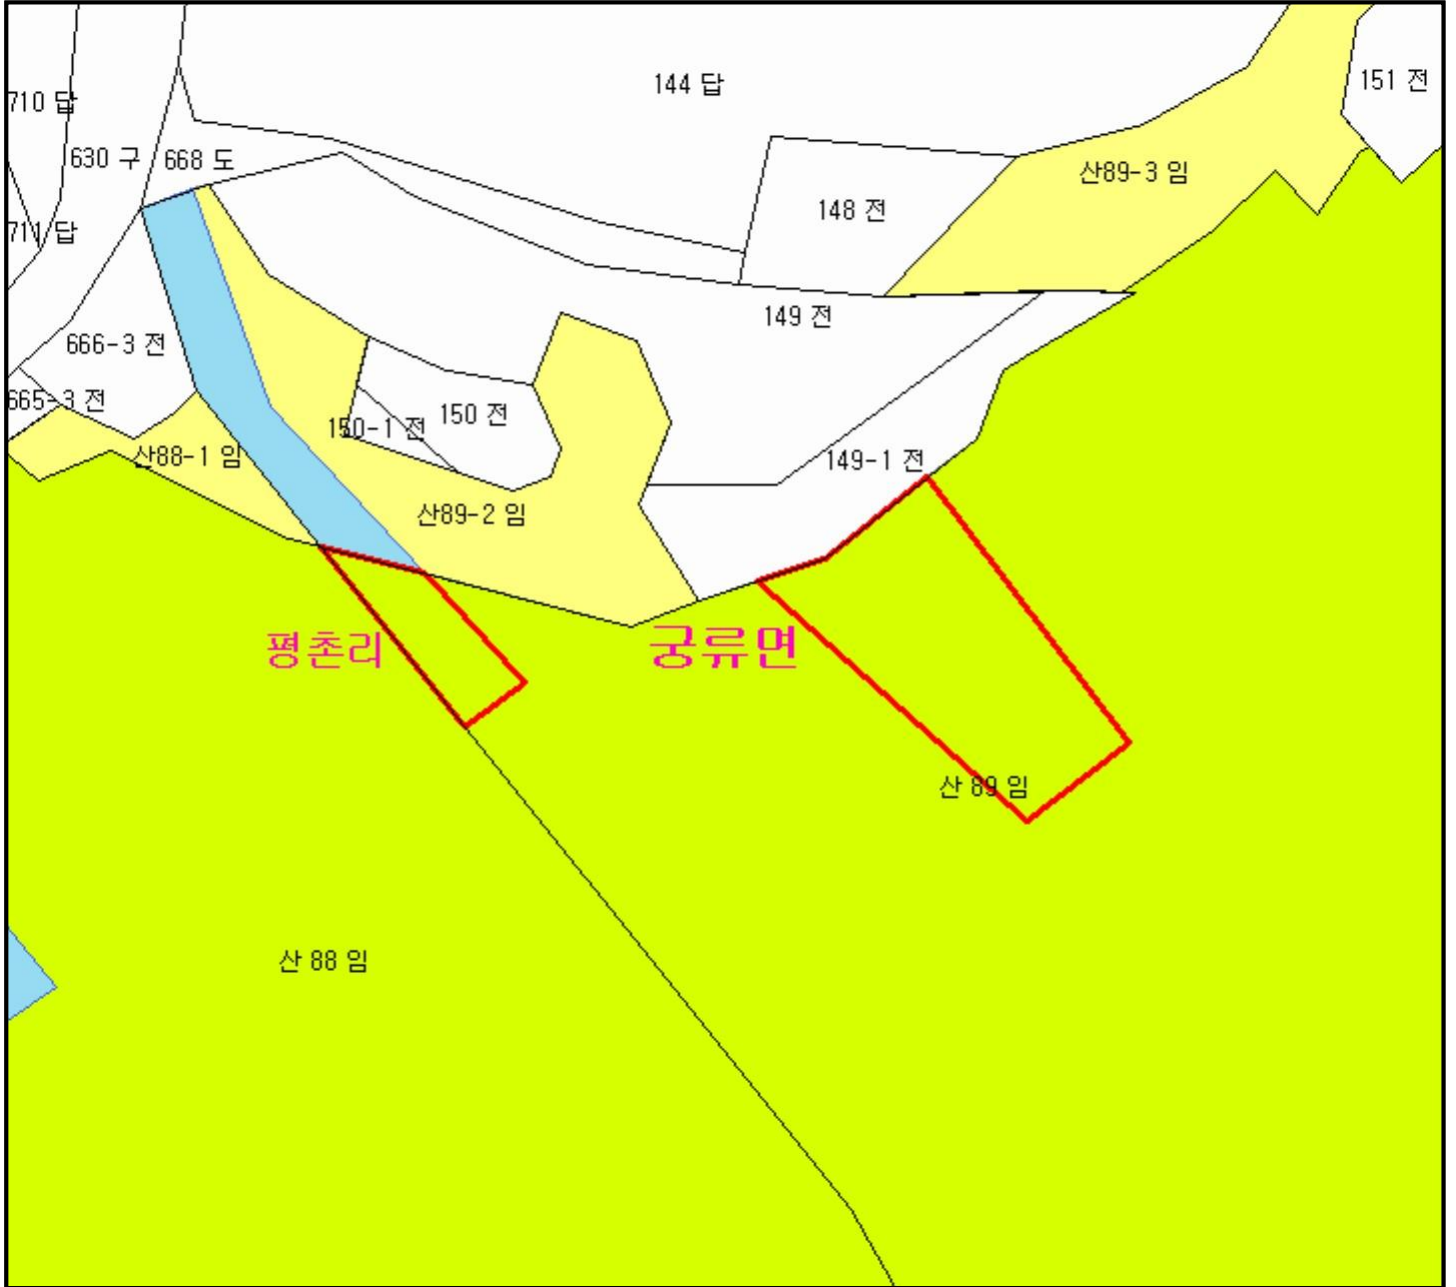 144 답
151 전
710 답
630 구
668 도
산89-3 임
148 전
711 답
149 전
666-3 전
665-3 전
150-1 전
150 전
산88-1 임
149-1 전
산89-2 임
평촌리
궁류면
산 89 임
산 88 임